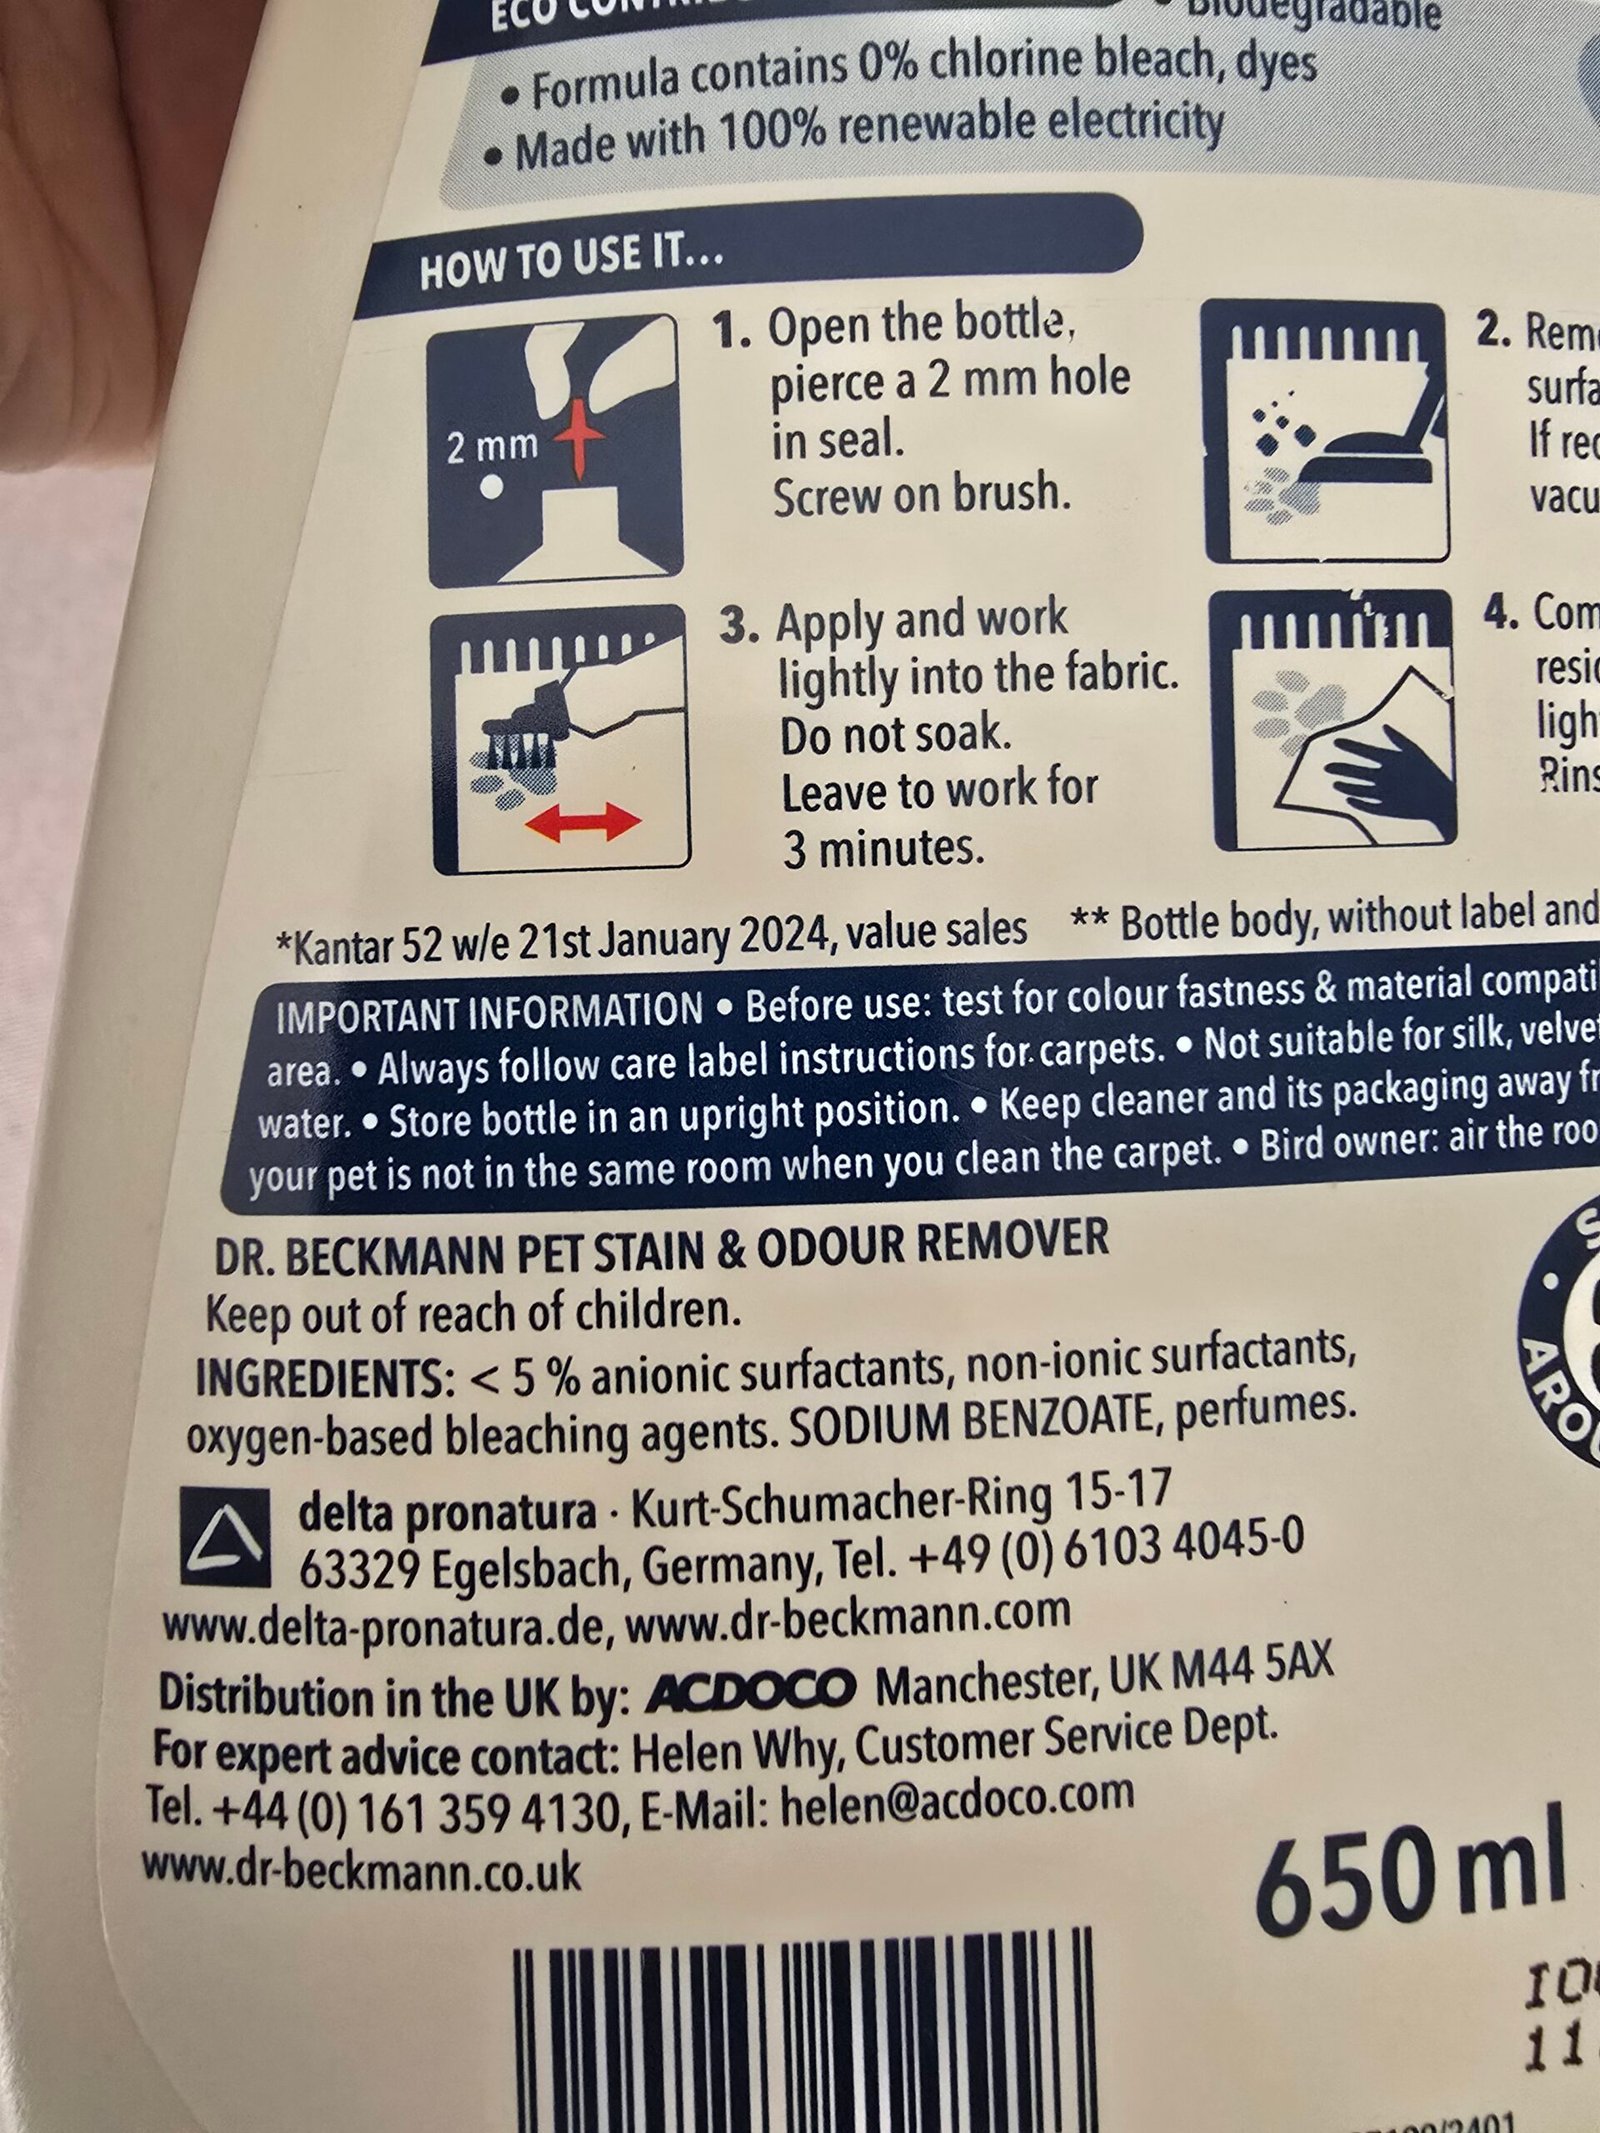 Biodegradable
• Formula contains 0% chlorine bleach, dyes
• Made with 100% renewable electricity
HOW TO USE IT...
2 mm
1. Open the bottle,
pierce a 2 mm hole
in seal.
Screw on brush.
2.
3. Apply and work
lightly into the fabric.
Do not soak.
Leave to work for
3 minutes.
4.
*Kantar 52 w/e 21st January 2024, value sales ** Bottle body, without label and
IMPORTANT INFORMATION • Before use: test for colour fastness & material
area. • Always follow care label instructions for carpets. • Not suitable for silk,
water. • Store bottle in an upright position. • Keep cleaner and its packaging away
your pet is not in the same room when you clean the carpet. • Bird owner: air the
DR. BECKMANN PET STAIN & ODOUR REMOVER
Keep out of reach of children.
INGREDIENTS: < 5 % anionic surfactants, non-ionic surfactants,
oxygen-based bleaching agents. SODIUM BENZOATE, perfumes.
delta pronatura · Kurt-Schumacher-Ring 15-17
63329 Egelsbach, Germany, Tel. +49 (0) 6103 4045-0
www.delta-pronatura.de, www.dr-beckmann.com
Distribution in the UK by: ACDOCO Manchester, UK M44 5AX
For expert advice contact: Helen Why, Customer Service Dept.
Tel. +44 (0) 161 359 4130, E-Mail: helen@acdoco.com
www.dr-beckmann.co.uk
650 ml